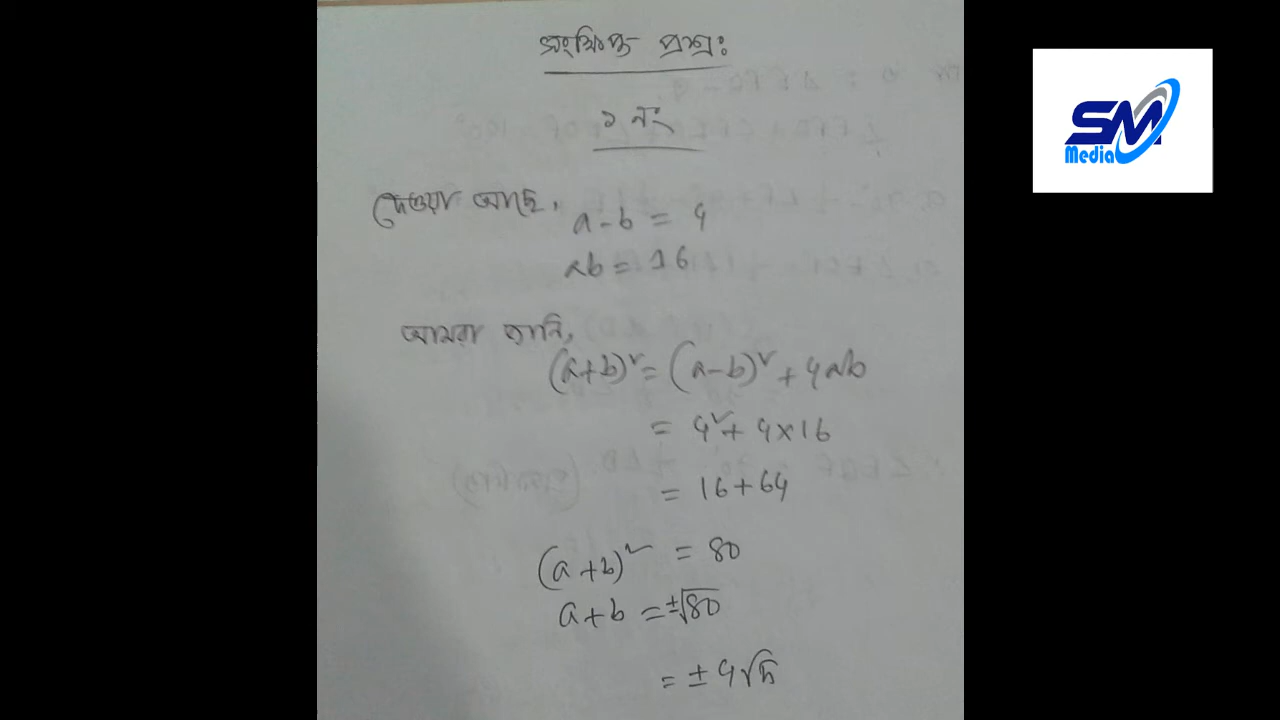 সংক্ষিপ্ত প্রশ্নঃ
১ নং
দেওয়া আছে,
a-b = 4
ab = 16
আমরা জানি,
(a+b)² = (a-b)² + 4ab
= 4² + 4×16
= 16+64
(a+b)² = 80
a+b = ±√80
= ±4√5
SM
Media